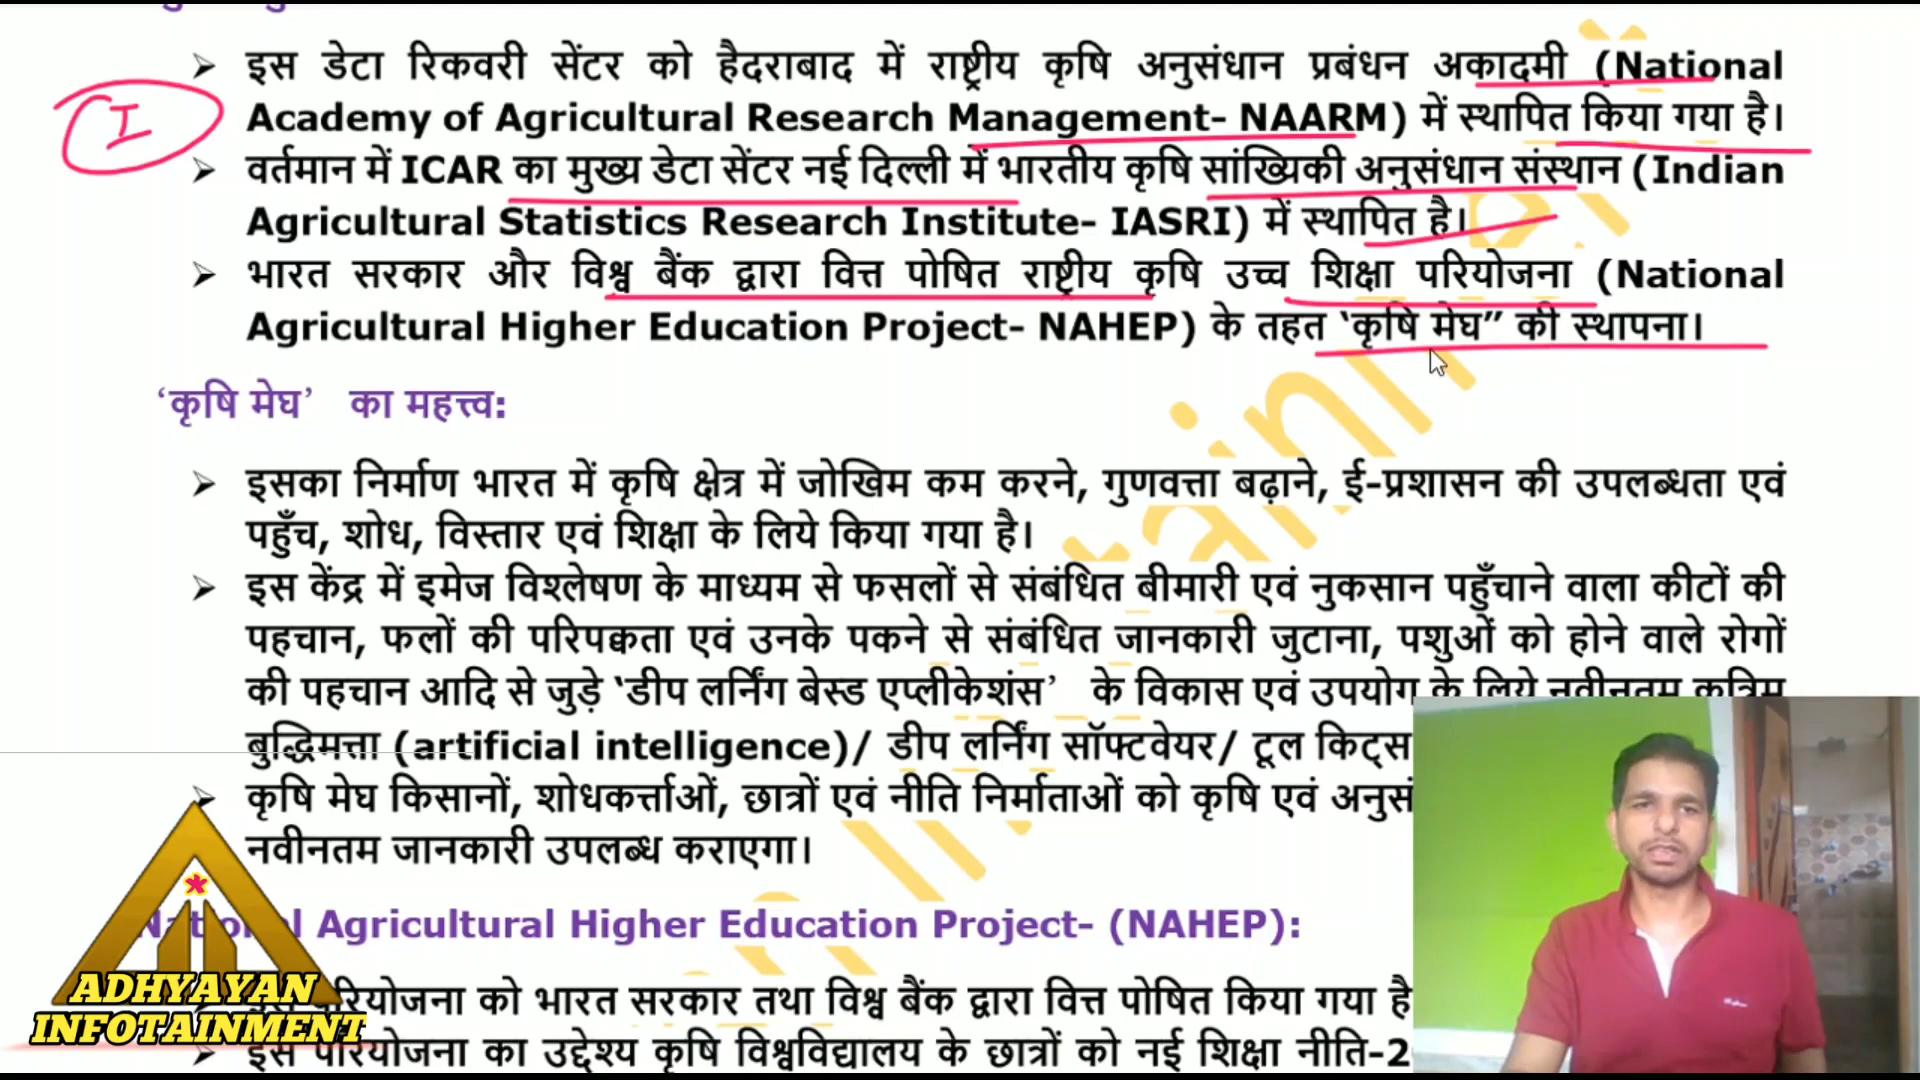 ➢ इस डेटा रिकवरी सेंटर को हैदराबाद में राष्ट्रीय कृषि अनुसंधान प्रबंधन अकादमी (National
I
Academy of Agricultural Research Management- NAARM) में स्थापित किया गया है।
➢ वर्तमान में ICAR का मुख्य डेटा सेंटर नई दिल्ली में भारतीय कृषि सांख्यिकी अनुसंधान संस्थान (Indian
Agricultural Statistics Research Institute- IASRI) में स्थापित है।
➢ भारत सरकार और विश्व बैंक द्वारा वित्त पोषित राष्ट्रीय कृषि उच्च शिक्षा परियोजना (National
Agricultural Higher Education Project- NAHEP) के तहत ‘कृषि मेघ” की स्थापना।
‘कृषि मेघ’ का महत्त्व:
➢ इसका निर्माण भारत में कृषि क्षेत्र में जोखिम कम करने, गुणवत्ता बढ़ाने, ई-प्रशासन की उपलब्धता एवं
पहुँच, शोध, विस्तार एवं शिक्षा के लिये किया गया है।
➢ इस केंद्र में इमेज विश्लेषण के माध्यम से फसलों से संबंधित बीमारी एवं नुकसान पहुँचाने वाला कीटों की
पहचान, फलों की परिपक्वता एवं उनके पकने से संबंधित जानकारी जुटाना, पशुओं को होने वाले रोगों
की पहचान आदि से जुड़े ‘डीप लर्निंग बेस्ड एप्लीकेशंस’ के विकास एवं उपयोग के लिये नवीनतम कृत्रिम
बुद्धिमत्ता (artificial intelligence)/ डीप लर्निंग सॉफ्टवेयर/ टूल किट्स
➢ कृषि मेघ किसानों, शोधकर्त्ताओं, छात्रों एवं नीति निर्माताओं को कृषि एवं
नवीनतम जानकारी उपलब्ध कराएगा।
Agricultural Higher Education Project- (NAHEP):
को भारत सरकार तथा विश्व बैंक द्वारा वित्त पोषित किया गया है
➢ इस परियोजना का उद्देश्य कृषि विश्वविद्यालय के छात्रों को नई शिक्षा नीति-2
ADHYAYAN
INFOTAINMENT